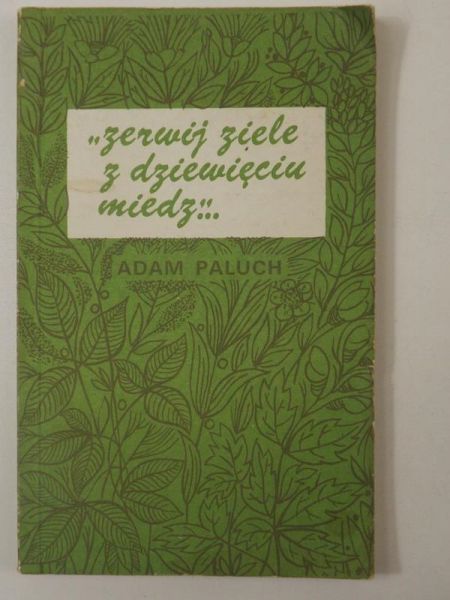 „zerwij ziele
z dziewięciu
miedz"...
ADAM PALUCH